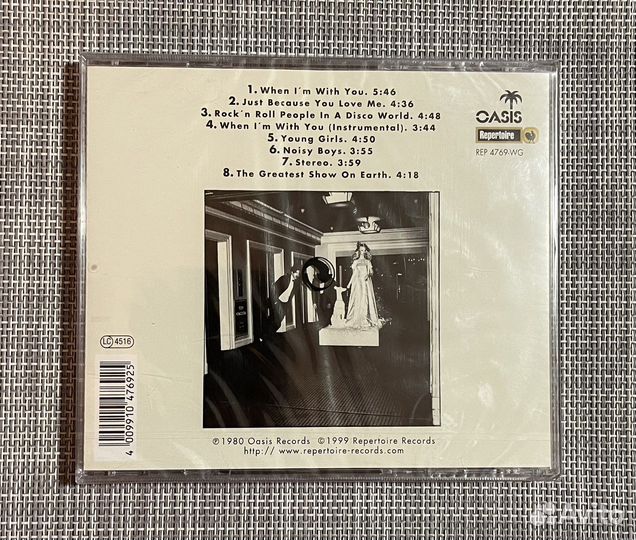 1. When I´m With You. 5:46
2. Just Because You Love Me. 4:36
3. Rock´n Roll People In A Disco World. 4:48
4. When I´m With You (Instrumental). 3:44
5. Young Girls. 4:50
6. Noisy Boys. 3:55
7. Stereo. 3:59
8. The Greatest Show On Earth. 4:18
OASIS
Repertoire
REP 4769-WG
LC 4516
4 009910 476925
℗1980 Oasis Records ©1999 Repertoire Records
http:// www.repertoire-records.com
Avito